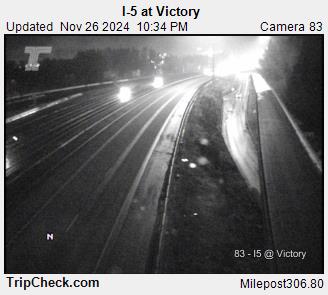 I-5 at Victory
Updated Nov 26 2024 10:34 PM Camera 83
T
N
83 - I5 @ Victory
TripCheck.com Milepost306.80